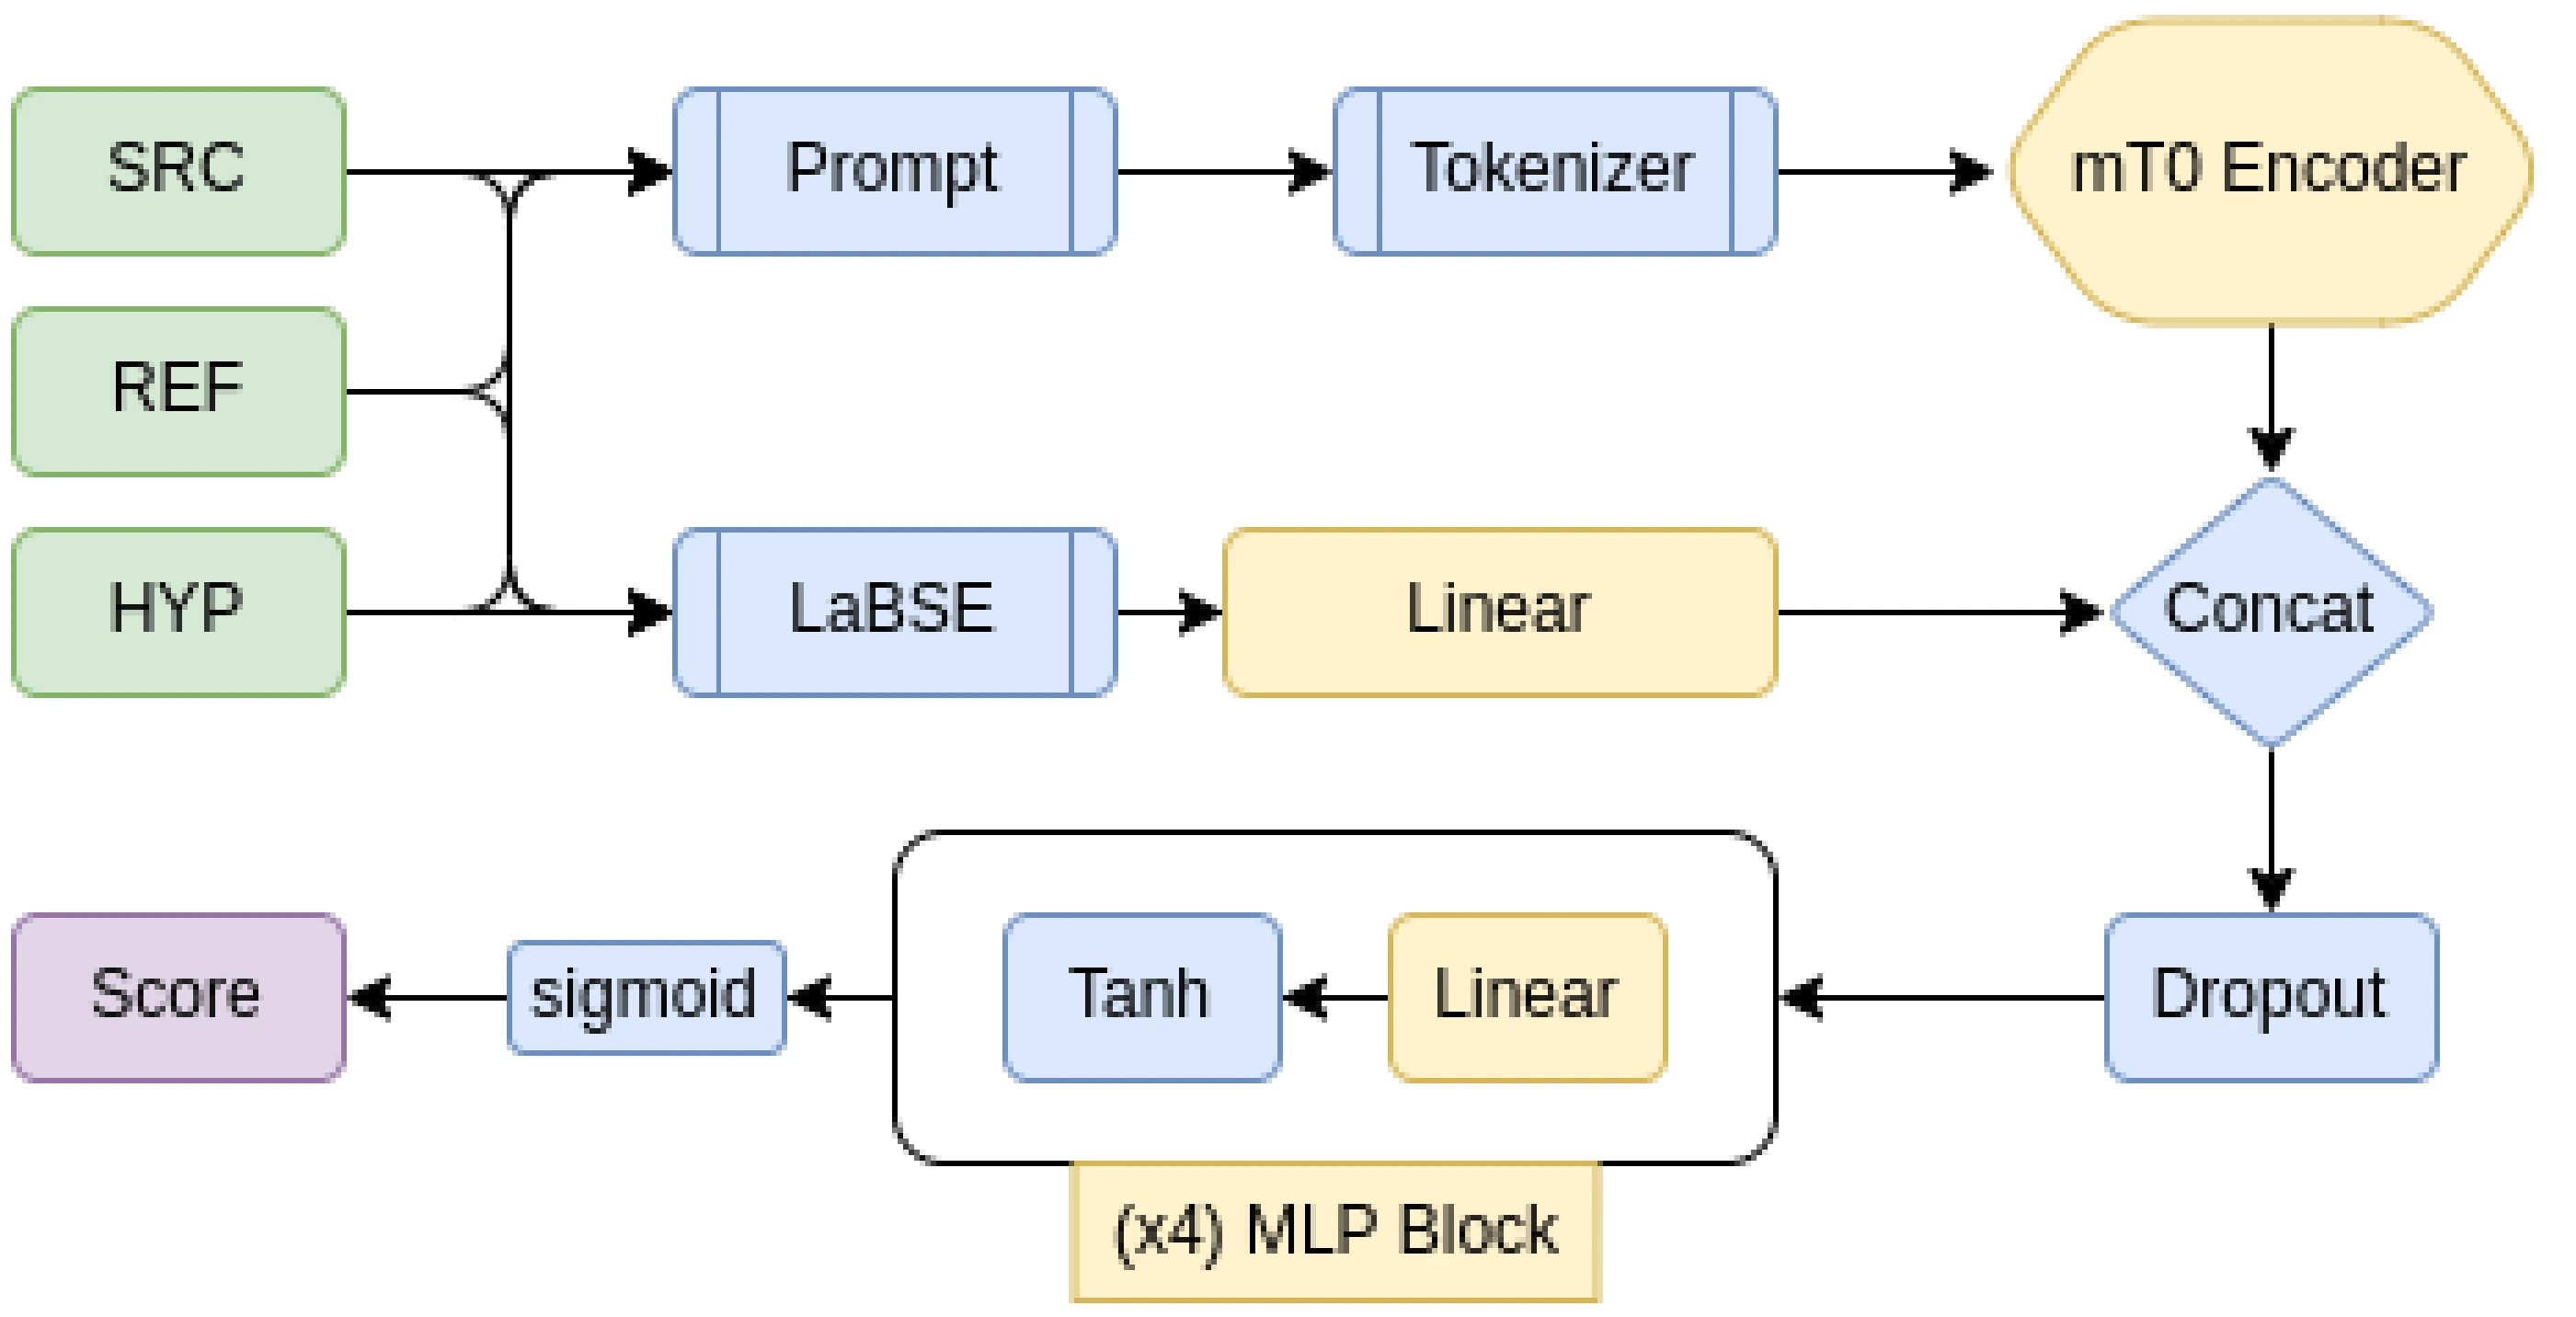 SRC
Prompt
Tokenizer
mT0 Encoder
REF
HYP
LaBSE
Linear
Concat
Score
sigmoid
Tanh
Linear
Dropout
(x4) MLP Block